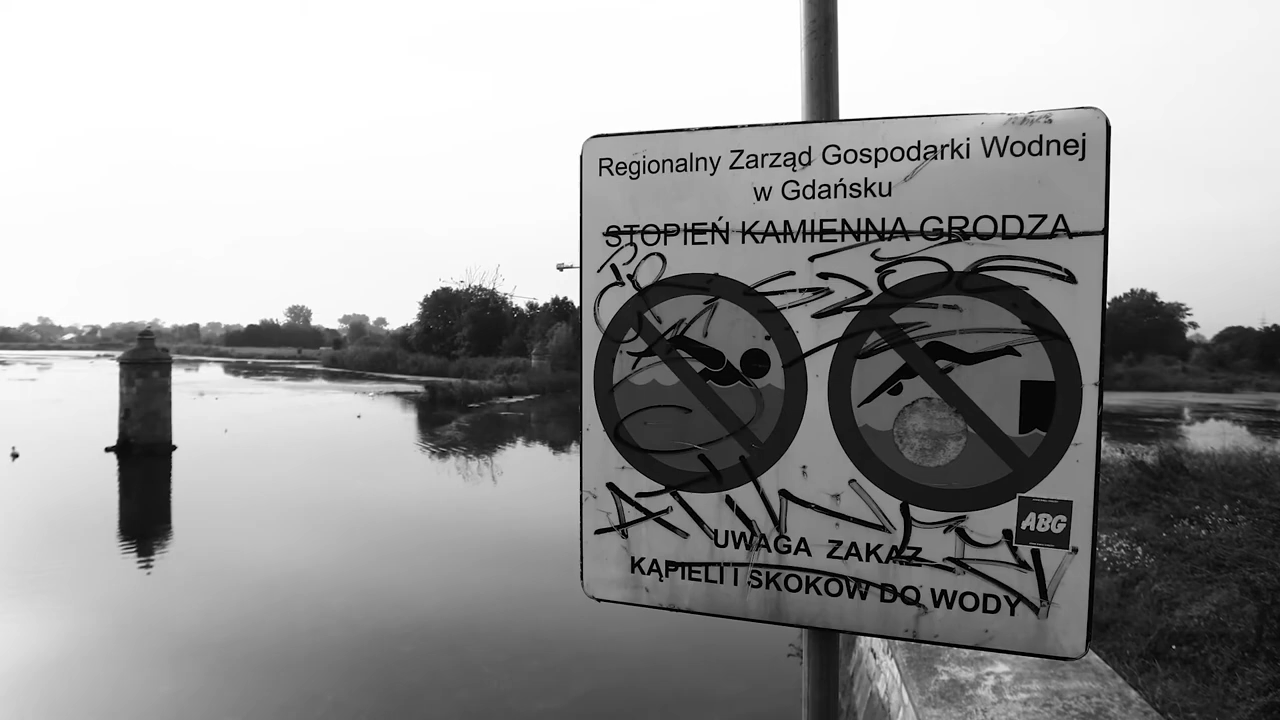 Regionalny Zarząd Gospodarki Wodnej
w Gdańsku
STOPIEŃ KAMIENNA GRODZA
ABG
UWAGA ZAKAZ
KĄPIELI I SKOKÓW DO WODY